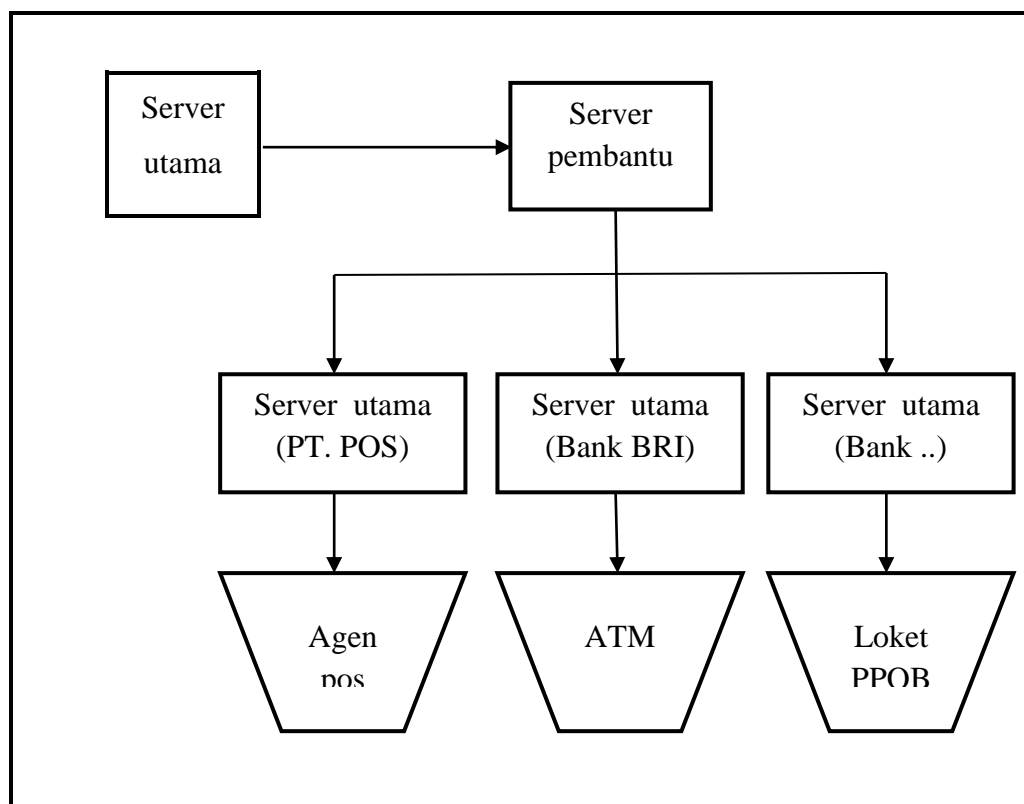 Server
utama
Server
pembantu
Server utama
(PT. POS)
Server utama
(Bank BRI)
Server utama
(Bank ..)
Agen
pos
ATM
Loket
PPOB